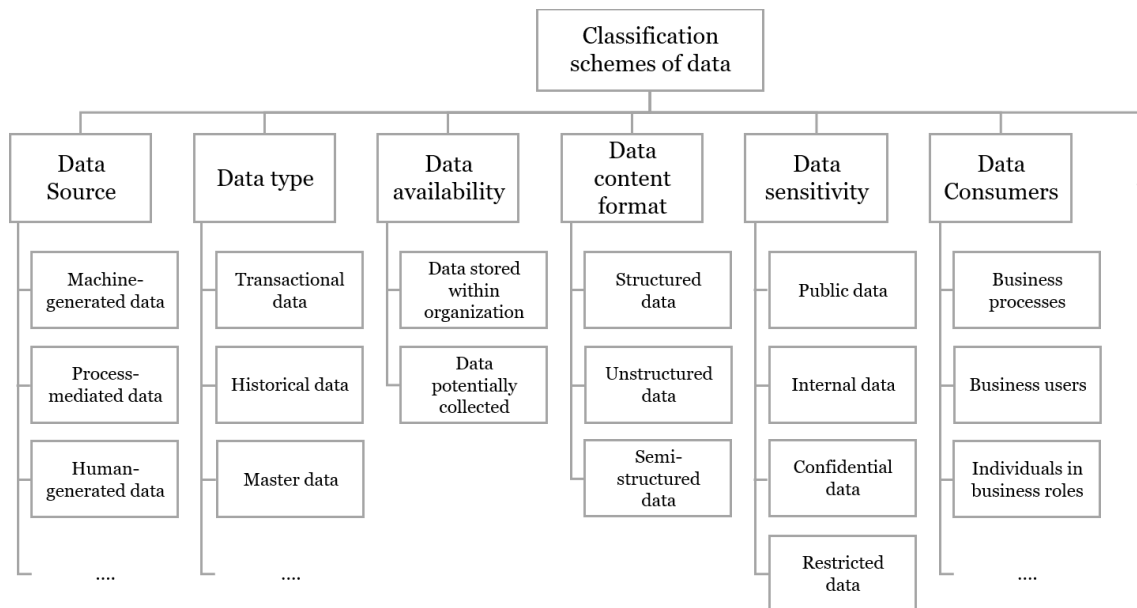 Classification
schemes of data
Data
Source
Data type
Data
availability
Data
content
format
Data
sensitivity
Data
Consumers
Machine-
generated data
Process-
mediated data
Human-
generated data
....
Transactional
data
Historical data
Master data
....
Data stored
within
organization
Data
potentially
collected
Structured
data
Unstructured
data
Semi-
structured
data
Public data
Internal data
Confidential
data
Restricted
data
Business
processes
Business users
Individuals in
business roles
....